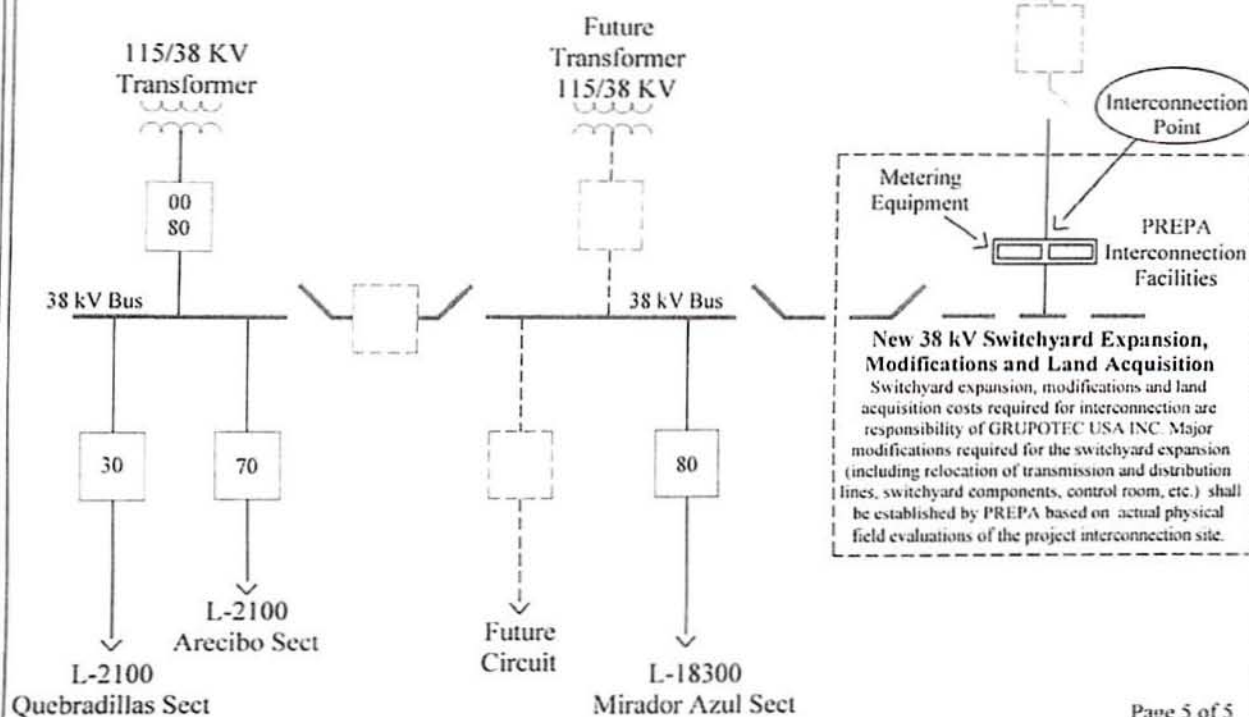 115/38 KV
Transformer
Future
Transformer
115/38 KV
Interconnection
Point
Metering
Equipment
PREPA
Interconnection
Facilities
00
80
38 kV Bus
38 kV Bus
New 38 kV Switchyard Expansion,
Modifications and Land Acquisition
Switchyard expansion, modifications and land
acquisition costs required for interconnection are
responsibility of GRUPOTEC USA INC. Major
modifications required for the switchyard expansion
(including relocation of transmission and distribution
lines, switchyard components, control room, etc.) shall
be established by PREPA based on actual physical
field evaluations of the project interconnection site.
30
70
80
L-2100
Arecibo Sect
L-2100
Quebradillas Sect
Future
Circuit
L-18300
Mirador Azul Sect
Page 5 of 5